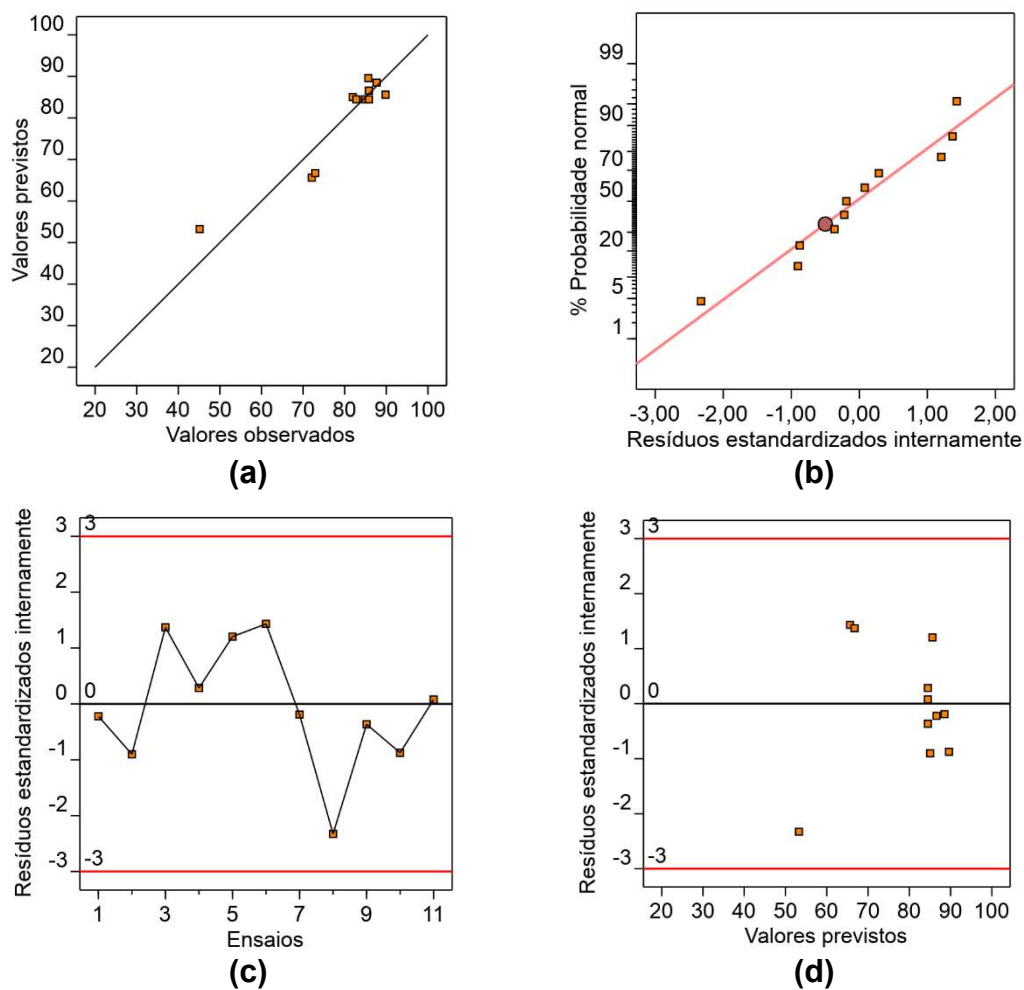 Valores previstos
100
90
80
70
60
50
40
30
20
20 30 40 50 60 70 80 90 100
Valores observados
(a)
% Probabilidade normal
99
90
70
50
20
5
1
-3,00 -2,00 -1,00 0,00 1,00 2,00
Resíduos estandardizados internamente
(b)
Resíduos estandardizados internamente
3 3
2
1
0 0
-1
-2
-3 -3
1 3 5 7 9 11
Ensaios
(c)
Resíduos estandardizados internamente
3 3
2
1
0 0
-1
-2
-3 -3
20 30 40 50 60 70 80 90 100
Valores previstos
(d)